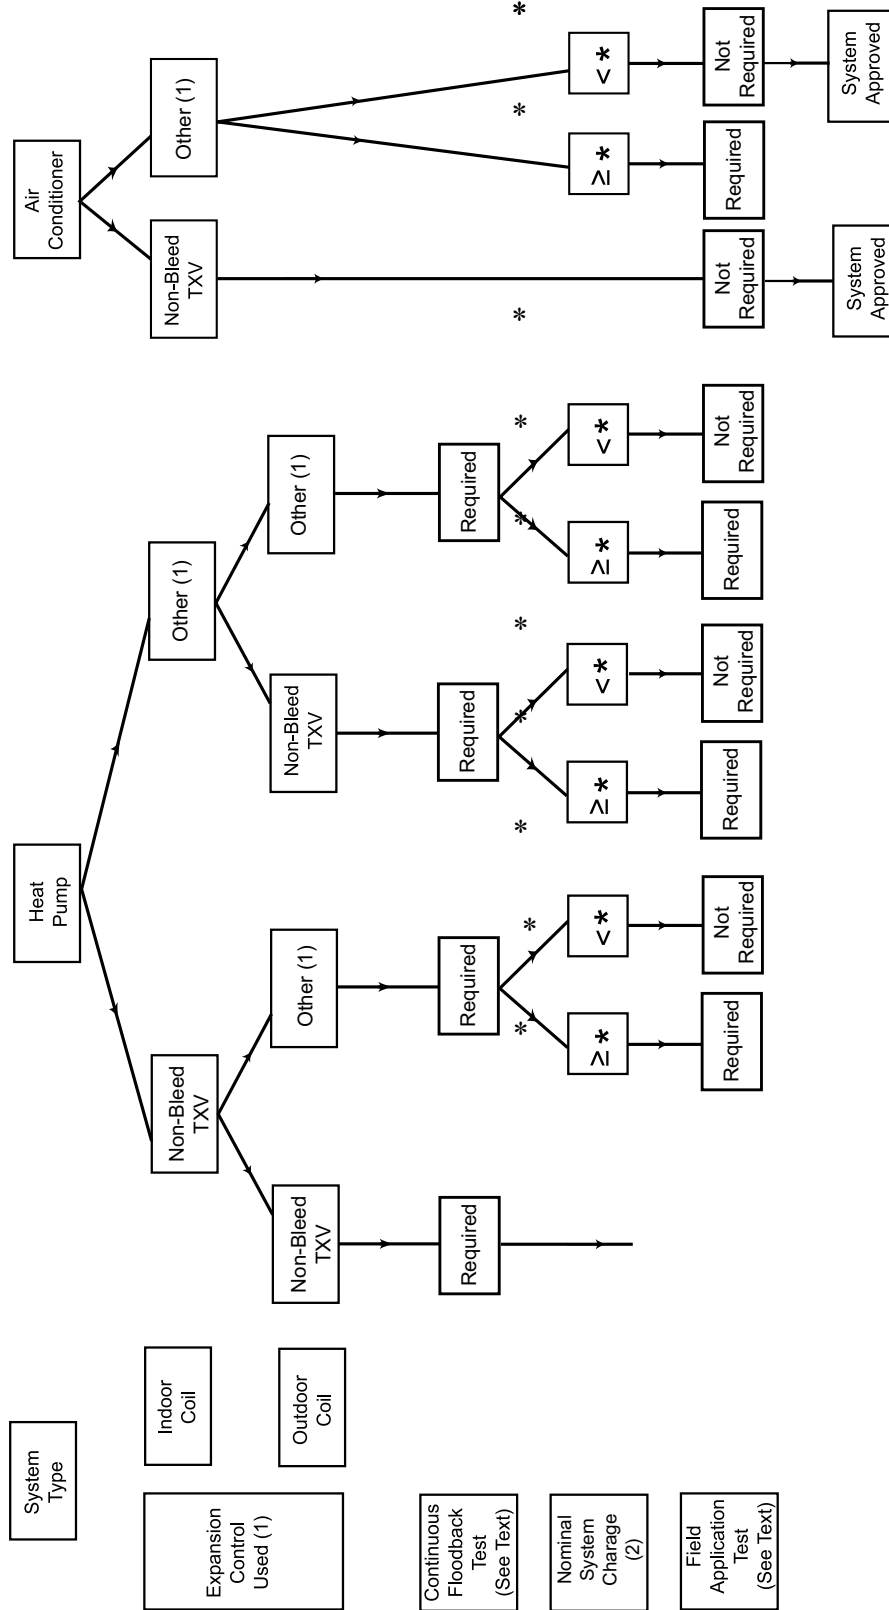 System
Type
Heat
Pump
Air
Conditioner
Expansion
Control
Used (1)
Indoor
Coil
Non-Bleed
TXV
Other (1)
Non-Bleed
TXV
Other (1)
Outdoor
Coil
Non-Bleed
TXV
Other (1)
Non-Bleed
TXV
Other (1)
Continuous
Floodback
Test
(See Text)
Required
Required
Required
Required
*
*
*
*
*
*
*
*
*
*
Nominal
System
Charage
(2)
≥*
<*
≥*
<*
≥*
<*
≥*
<*
Field
Application
Test
(See Text)
Required
Not
Required
Required
Not
Required
Required
Not
Required
Not
Required
Required
Not
Required
System
Approved
System
Approved